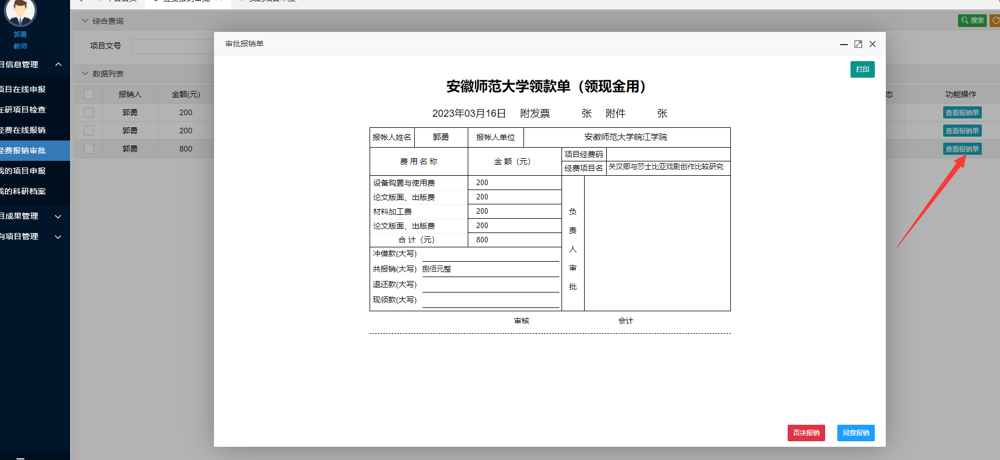 经费报销审批
郭勇
教师
目信息管理
项目在线申报
在研项目检查
经费在线报销
经费报销审批
我的项目申报
我的科研档案
目成果管理
向项目管理
综合查询
搜索
项目文号
数据列表
报销人 金额(元) 态 功能操作
郭勇 200 查看报销单
郭勇 200 查看报销单
郭勇 800 查看报销单
审批报销单
打印
安徽师范大学领款单（领现金用）
2023年03月16日 附发票 张 附件 张
报帐人姓名 郭勇 报帐人单位 安徽师范大学皖江学院
费 用 名 称 金 额（元） 项目经费码
经费项目名 关汉卿与莎士比亚戏剧创作比较研究
设备购置与使用费 200
论文版面、出版费 200
材料加工费 200
论文版面、出版费 200
合 计（元） 800
负
责
人
审
批
冲借款(大写)
共报销(大写) 捌佰元整
退还款(大写)
现领款(大写)
审核 会计
否决报销 同意报销